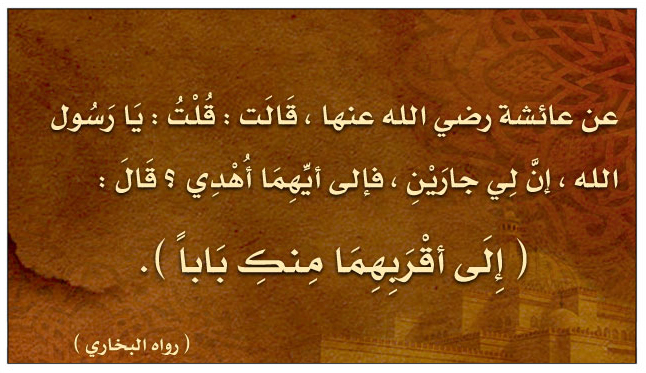 عن عائشة رضي الله عنها ، قَالَت : قُلْتُ : يَا رَسُول
الله ، إنَّ لِي جارَيْنِ ، فإلى أيِّهِمَا أُهْدِي ؟ قَالَ :
( إِلَى أقْرَبِهِمَا مِنكِ بَاباً ).
( رواه البخاري )